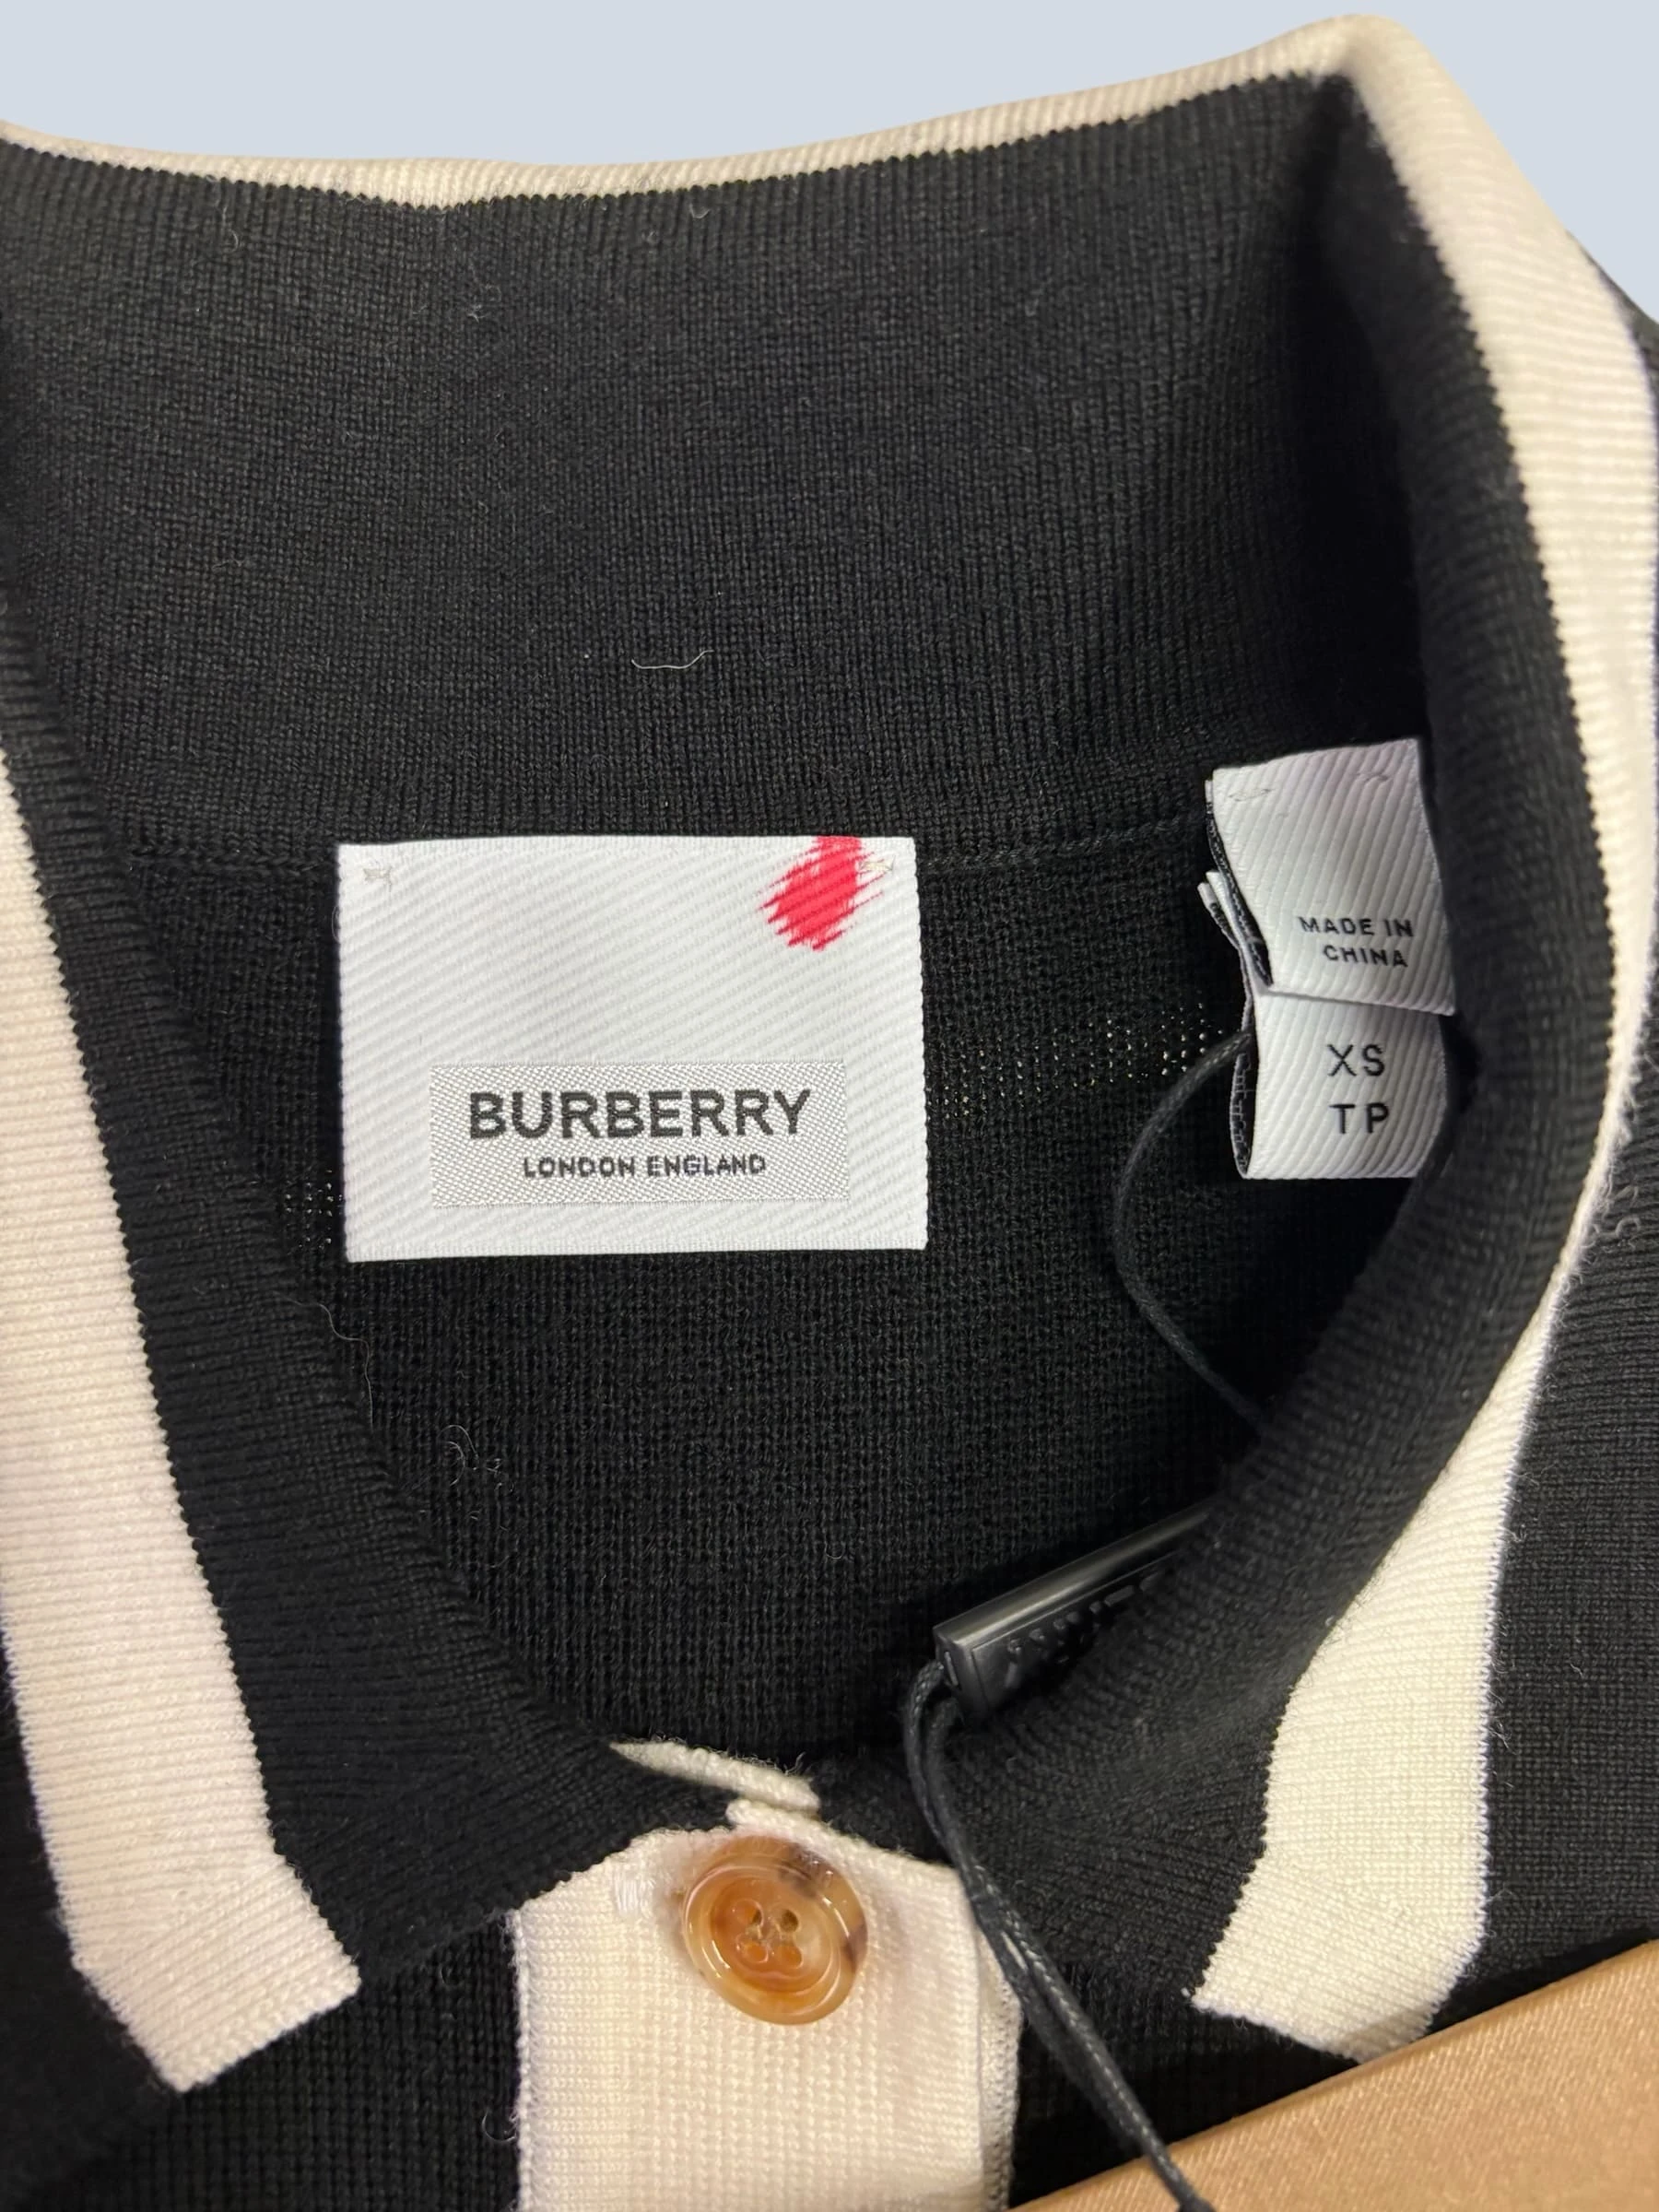 BURBERRY
LONDON ENGLAND
MADE IN
CHINA
XS
TP